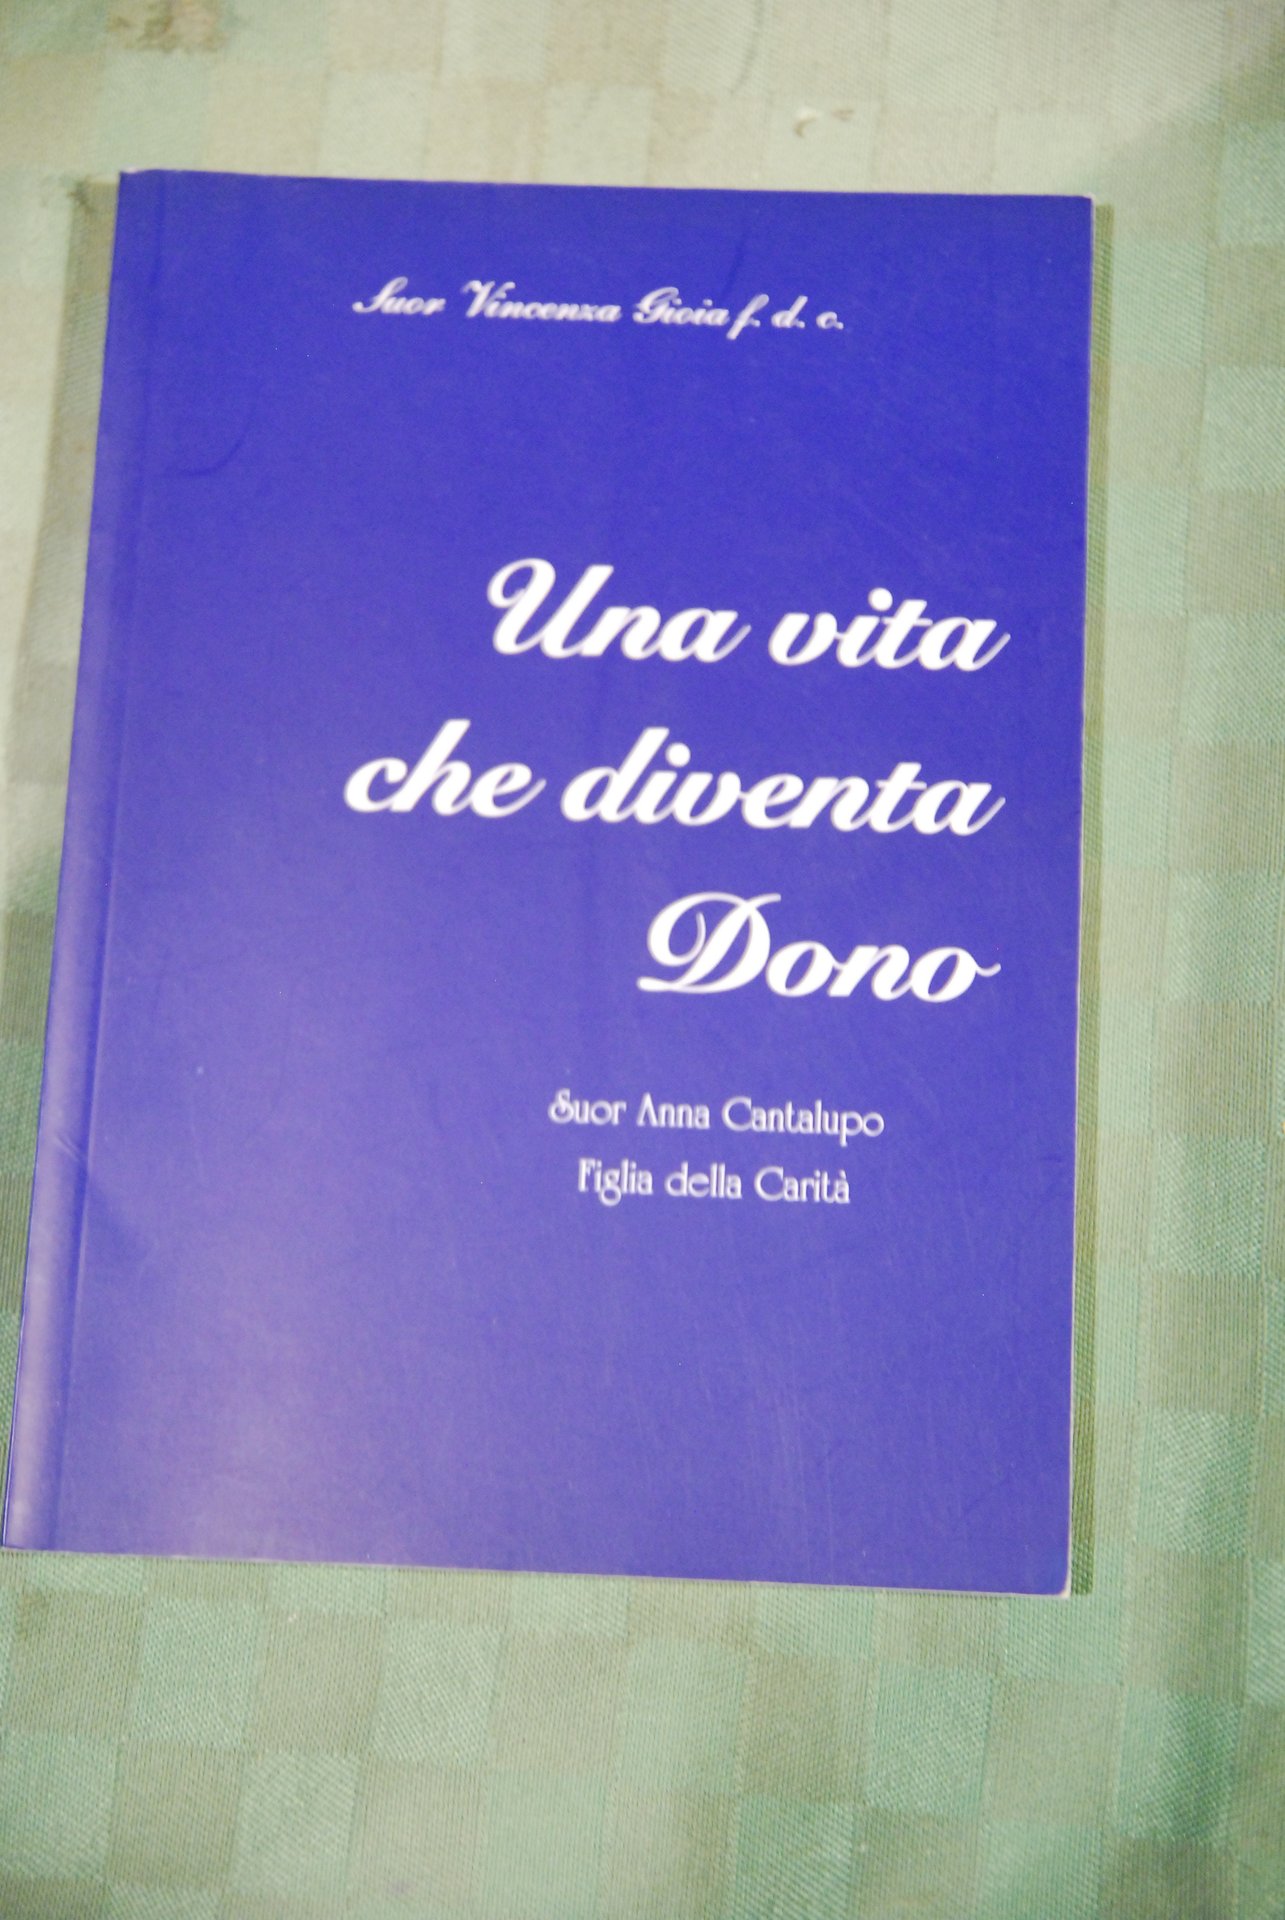 Suor Vincenza Gioia f. d. c.
Una vita
che diventa
Dono
Suor Anna Cantalupo
Figlia della Carità